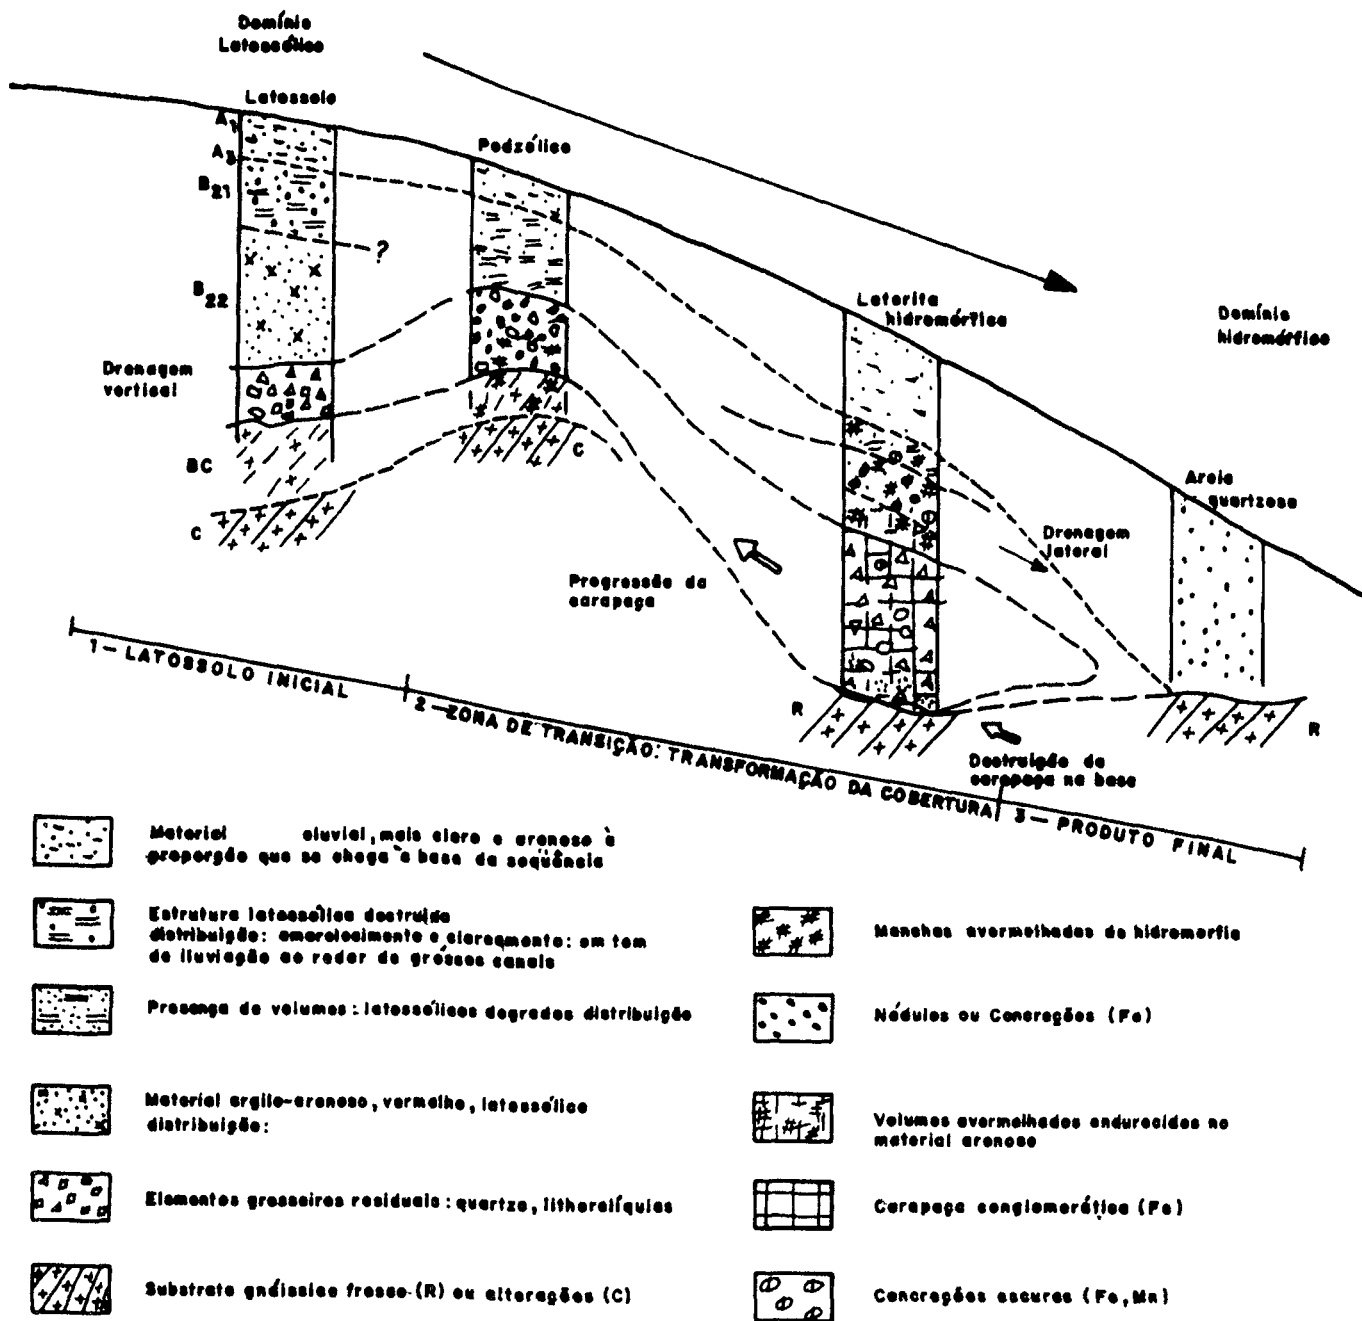 Domínio
Latossólico
Latossolo
A1
A3
B21
B22
?
Drenagem
vertical
BC
C
Podzólico
C
Progressão da
carapaça
Laterita
hidromórfica
Domínio
hidromórfico
Drenagem
lateral
Areia
quartzosa
R
R
Destruição da
carapaça na base
1- LATOSSOLO INICIAL
2-ZONA DE TRANSIÇÃO: TRANSFORMAÇÃO DA COBERTURA
3- PRODUTO FINAL
Material eluvial, mais claro e arenoso à
proporção que se chega à base da seqüência
Estrutura latossólica destruída
distribuição: amarelecimento e clareamento: em tom
de iluviação ao redor de grossos canais
Presença de volumes: latossólicos degrados distribuição
Material argilo-arenoso, vermelho, latossólico
distribuição:
Elementos grosseiros residuais: quartzo, lithorelíquias
Substrato gnáissico fresco (R) ou alterações (C)
Manchas avermelhadas de hidromorfia
Nódulos ou Concreções (Fe)
Volumes avermelhados endurecidos no
material arenoso
Carapaça conglomerática (Fe)
Concreções escuras (Fe, Mn)